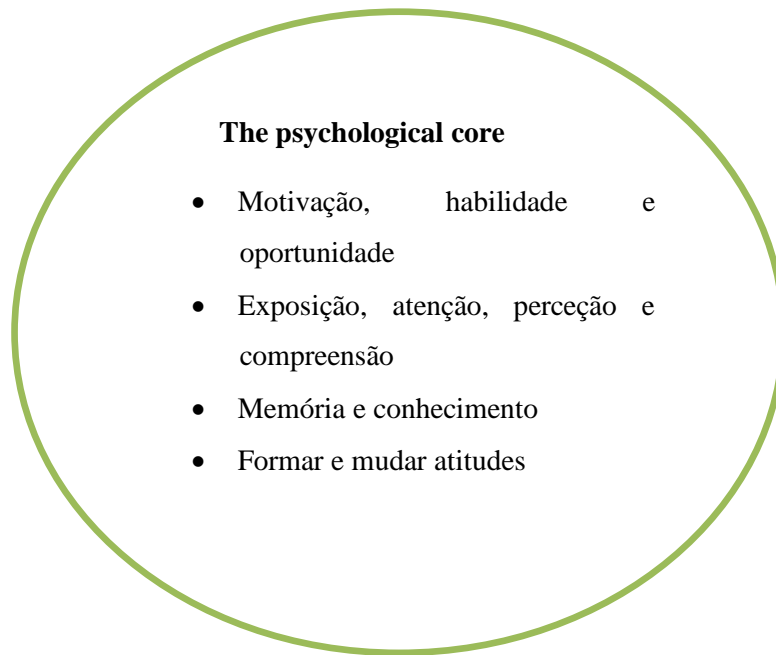 The psychological core
• Motivação, habilidade e
oportunidade
• Exposição, atenção, perceção e
compreensão
• Memória e conhecimento
• Formar e mudar atitudes